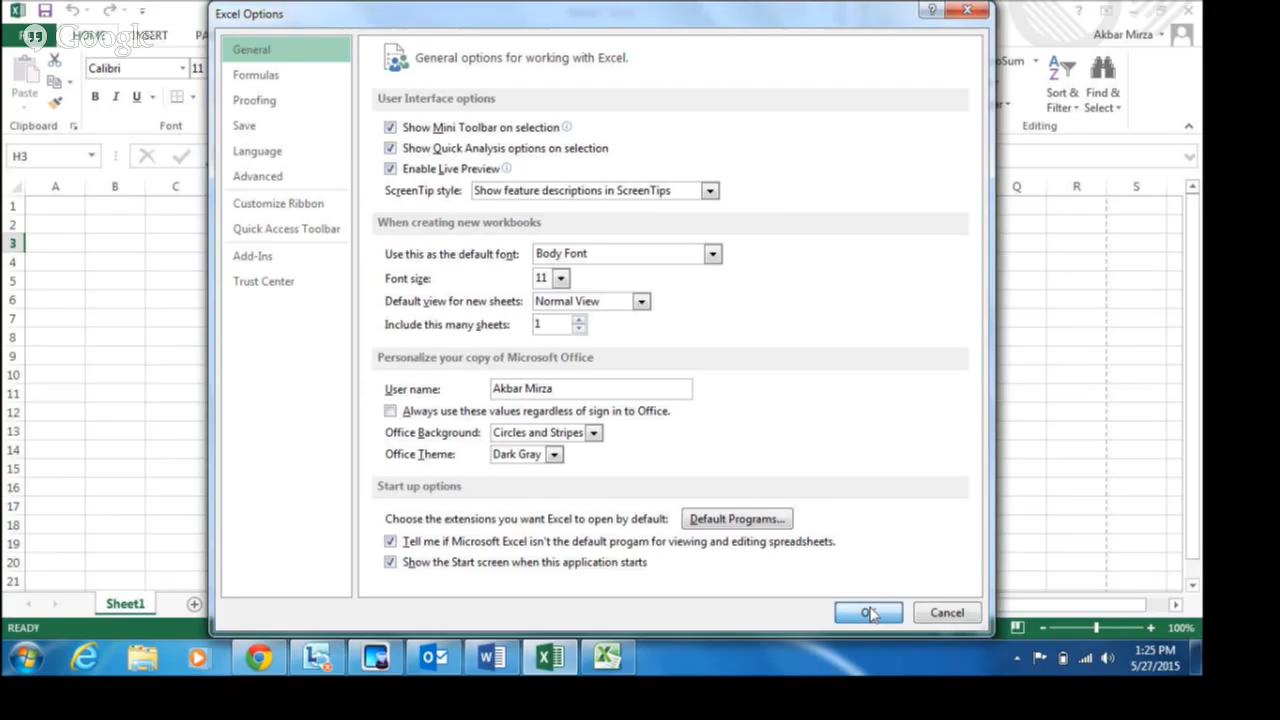 Excel Options
Google
HOME
INSERT
Akbar Mirza
Paste
Clipboard
Calibri
11
B I U
Font
Sort & Filter
Find & Select
Editing
H3
A B C
Q R S
1
2
3
4
5
6
7
8
9
10
11
12
13
14
15
16
17
18
19
20
21
General
Formulas
Proofing
Save
Language
Advanced
Customize Ribbon
Quick Access Toolbar
Add-Ins
Trust Center
General options for working with Excel.
User Interface options
Show Mini Toolbar on selection
Show Quick Analysis options on selection
Enable Live Preview
ScreenTip style: Show feature descriptions in ScreenTips
When creating new workbooks
Use this as the default font: Body Font
Font size: 11
Default view for new sheets: Normal View
Include this many sheets: 1
Personalize your copy of Microsoft Office
User name: Akbar Mirza
Always use these values regardless of sign in to Office.
Office Background: Circles and Stripes
Office Theme: Dark Gray
Start up options
Choose the extensions you want Excel to open by default: Default Programs...
Tell me if Microsoft Excel isn't the default progam for viewing and editing spreadsheets.
Show the Start screen when this application starts
Cancel
Sheet1
READY
100%
1:25 PM
5/27/2015